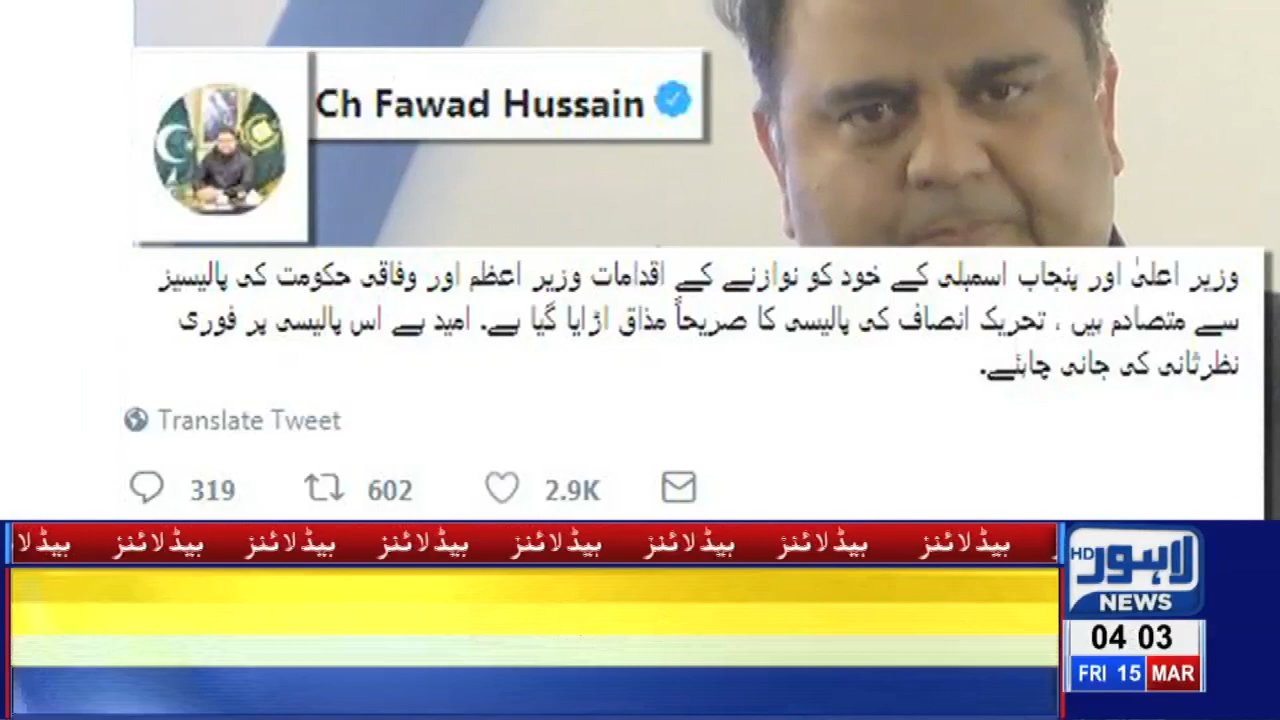 Ch Fawad Hussain
وزیر اعلیٰ اور پنجاب اسمبلی کے خود کو نوازنے کے اقدامات وزیر اعظم اور وفاقی حکومت کی پالیسیز
سے متصادم ہیں ، تحریک انصاف کی پالیسی کا صریحاً مذاق اڑایا گیا ہے۔ امید ہے اس پالیسی پر فوری
نظرثانی کی جانی چاہئے۔
Translate Tweet
319 602 2.9K
ہیڈلائنز ہیڈلائنز ہیڈلائنز ہیڈلائنز ہیڈلائنز ہیڈلائنز ہیڈلائنز ہیڈلا
HD لاہور
NEWS
04 03
FRI 15 MAR